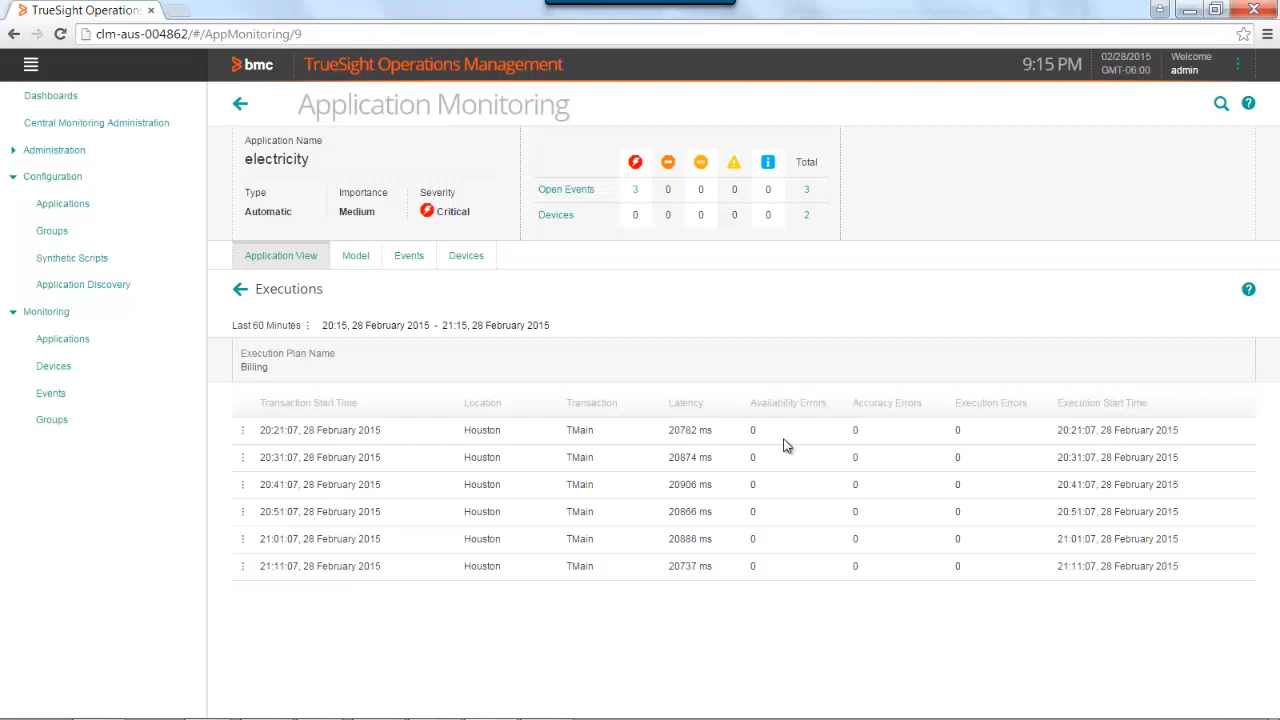 TrueSight Operation: ×
clm-aus-004862/#/AppMonitoring/9
bmc TrueSight Operations Management 9:15 PM 02/28/2015 GMT-06:00 Welcome admin
Dashboards
Central Monitoring Administration
Administration
Configuration
Applications
Groups
Synthetic Scripts
Application Discovery
Monitoring
Applications
Devices
Events
Groups
Application Monitoring
Application Name
electricity
Type Importance Severity
Automatic Medium Critical
Total
Open Events 3 0 0 0 0 3
Devices 0 0 0 0 0 2
Application View Model Events Devices
Executions
Last 60 Minutes 20:15, 28 February 2015 - 21:15, 28 February 2015
Execution Plan Name
Billing
Transaction Start Time Location Transaction Latency Availability Errors Accuracy Errors Execution Errors Execution Start Time
20:21:07, 28 February 2015 Houston TMain 20782 ms 0 0 0 20:21:07, 28 February 2015
20:31:07, 28 February 2015 Houston TMain 20874 ms 0 0 0 20:31:07, 28 February 2015
20:41:07, 28 February 2015 Houston TMain 20906 ms 0 0 0 20:41:07, 28 February 2015
20:51:07, 28 February 2015 Houston TMain 20866 ms 0 0 0 20:51:07, 28 February 2015
21:01:07, 28 February 2015 Houston TMain 20888 ms 0 0 0 21:01:07, 28 February 2015
21:11:07, 28 February 2015 Houston TMain 20737 ms 0 0 0 21:11:07, 28 February 2015